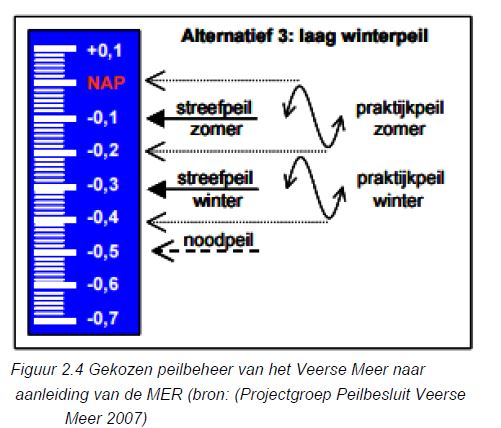 Alternatief 3: laag winterpeil
+0,1
NAP
-0,1
-0,2
-0,3
-0,4
-0,5
-0,6
-0,7
streefpeil
zomer
praktijkpeil
zomer
streefpeil
winter
praktijkpeil
winter
noodpeil
Figuur 2.4 Gekozen peilbeheer van het Veerse Meer naar
aanleiding van de MER (bron: (Projectgroep Peilbesluit Veerse
Meer 2007)